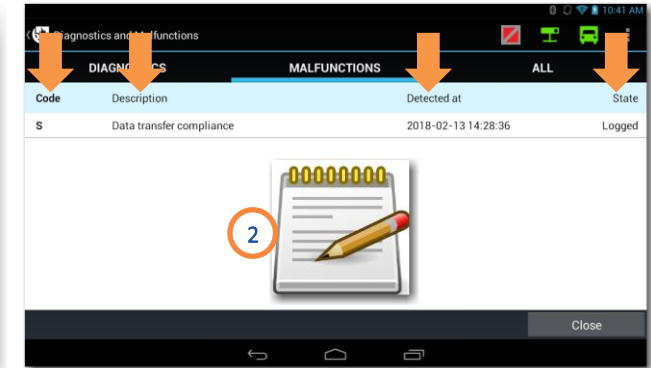 10:41 AM
Diagnostics and Malfunctions
DIAGNOSTICS MALFUNCTIONS ALL
Code Description Detected at State
S Data transfer compliance 2018-02-13 14:28:36 Logged
2
Close